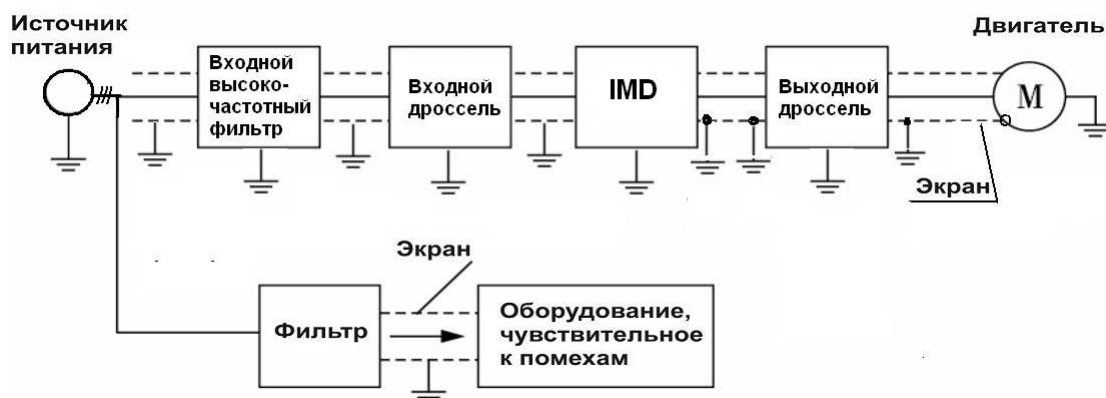 Источник
питания
Двигатель
Входной
высоко-
частотный
фильтр
Входной
дроссель
IMD
Выходной
дроссель
М
Экран
Экран
Фильтр
Оборудование,
чувствительное
к помехам